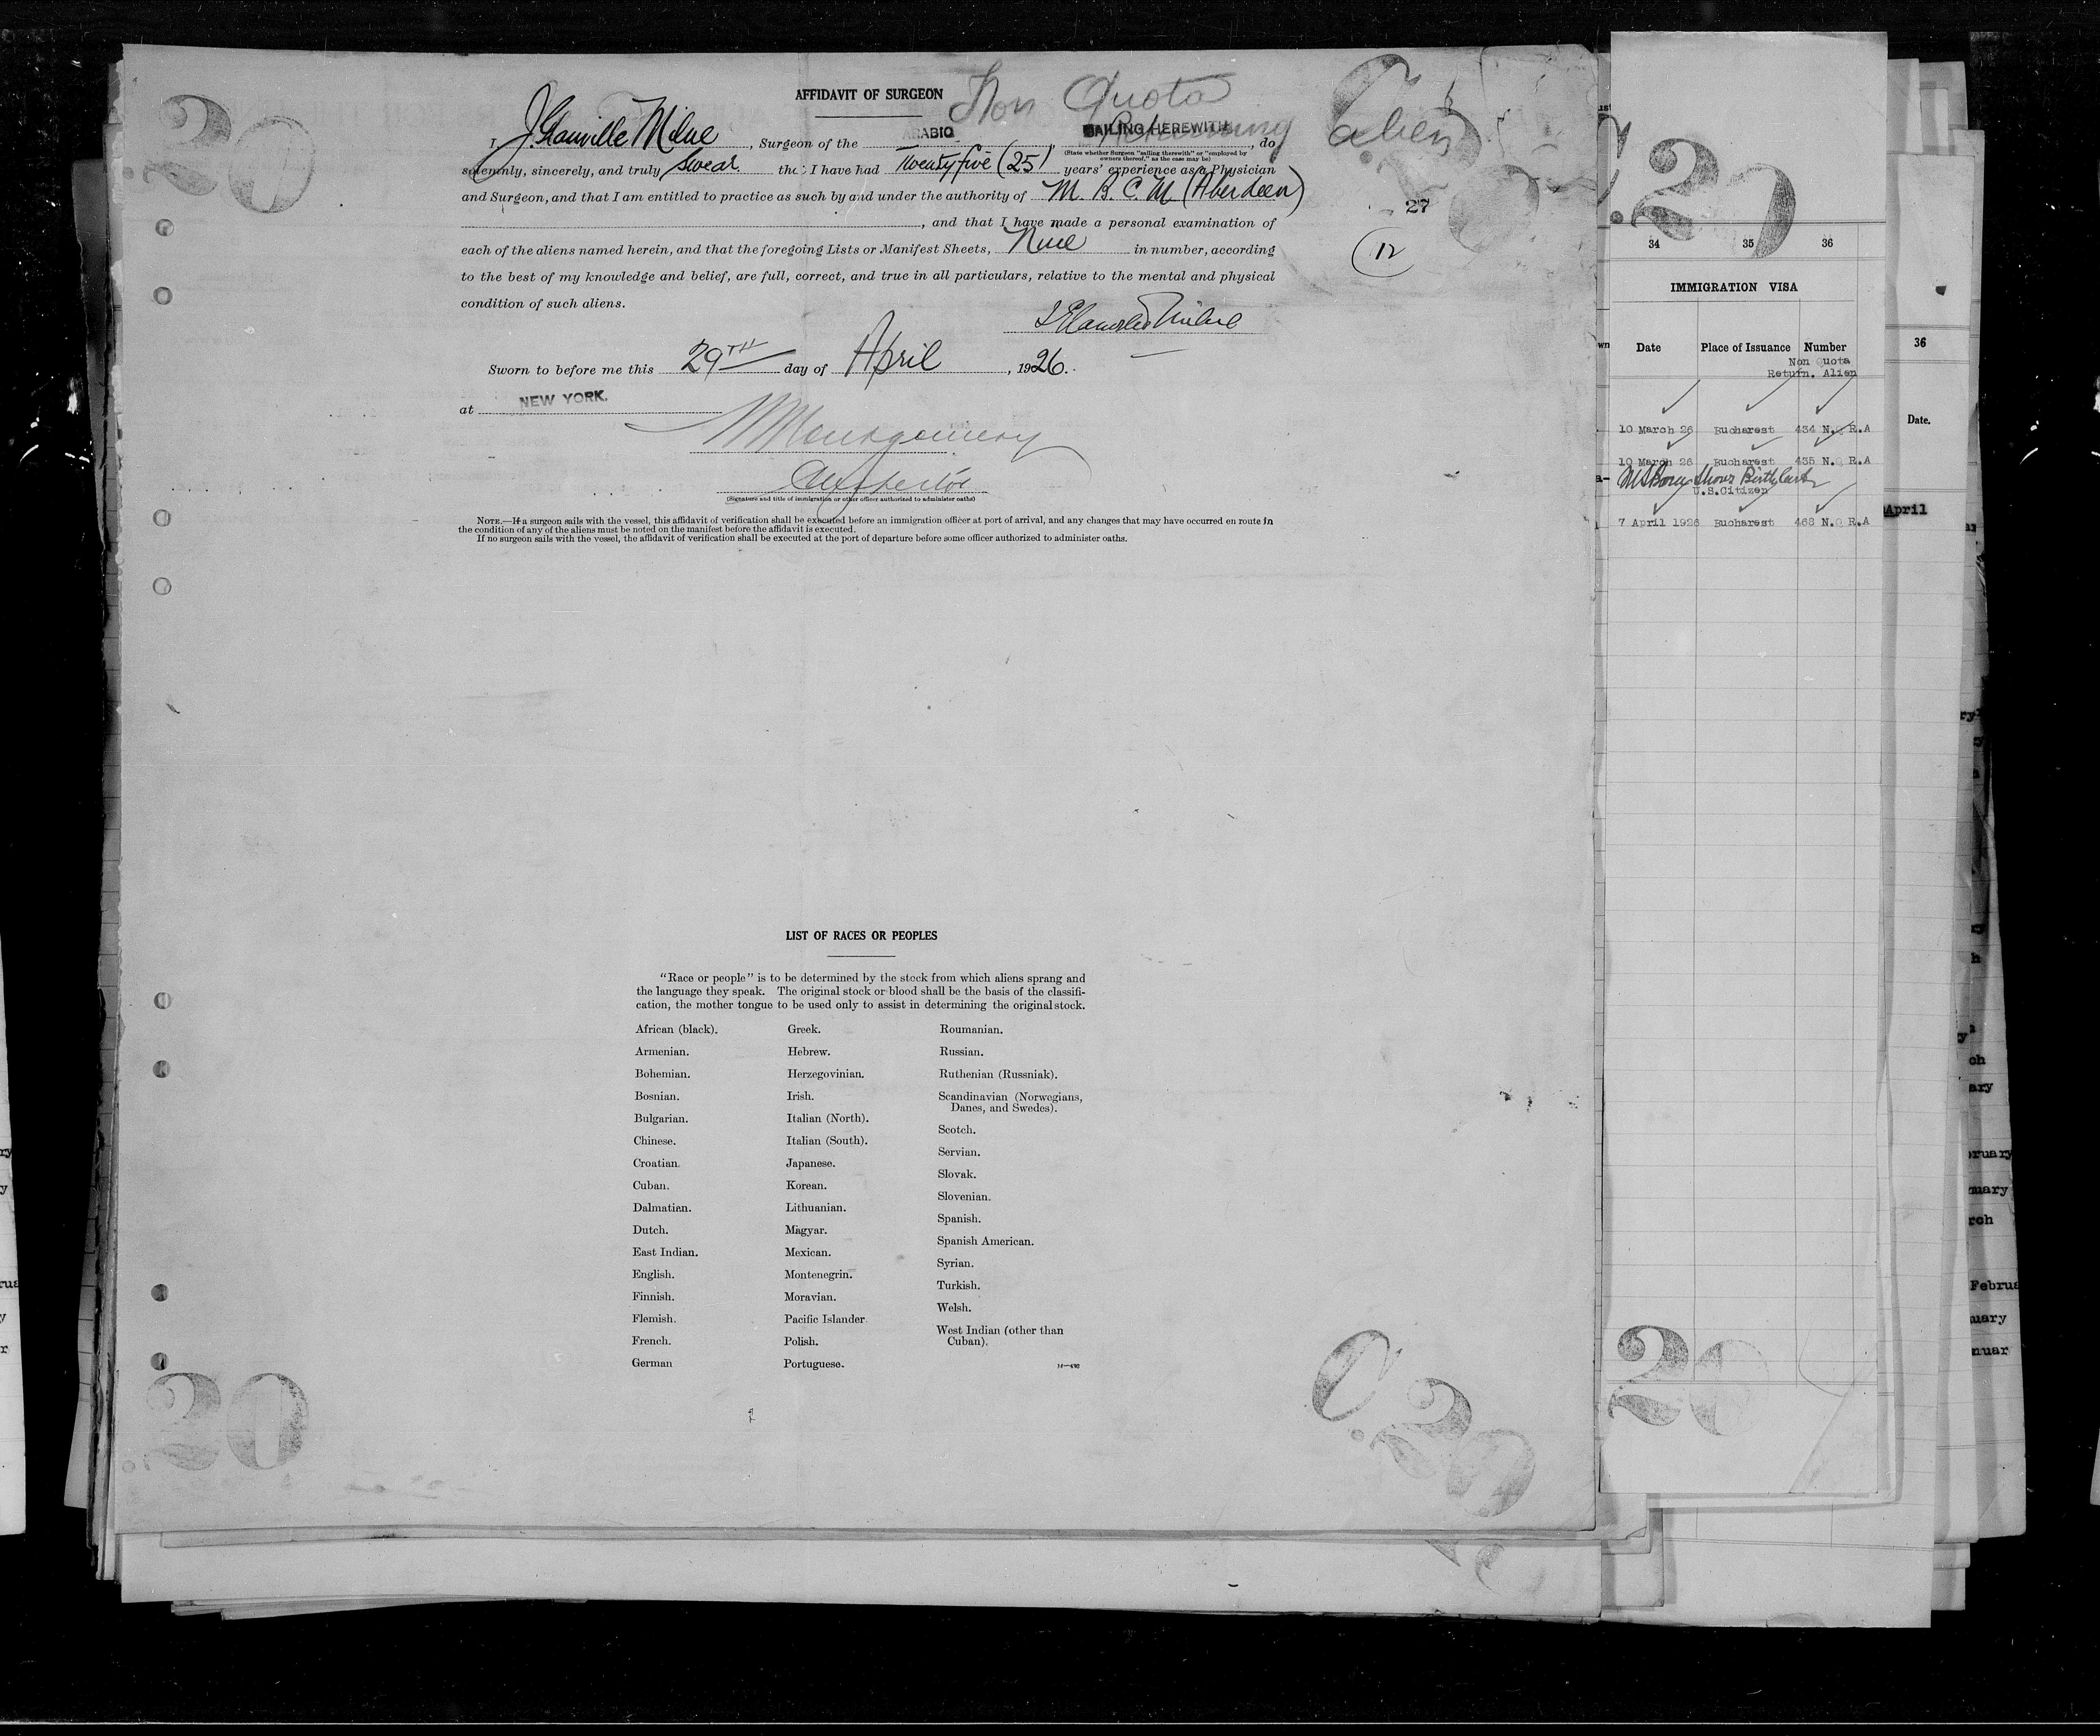 AFFIDAVIT OF SURGEON
Non Quota
Returning Alien
I, J. Glanville Milne, Surgeon of the ARABIC, SAILING HEREWITH, do
(State whether Surgeon "sailing therewith" or "employed by
owners thereof," as the case may be)
solemnly, sincerely, and truly swear that I have had Twenty five (25) years' experience as a Physician
and Surgeon, and that I am entitled to practice as such by and under the authority of M. B. C. M. (Aberdeen)
, and that I have made a personal examination of
each of the aliens named herein, and that the foregoing Lists or Manifest Sheets, Nine in number, according
to the best of my knowledge and belief, are full, correct, and true in all particulars, relative to the mental and physical
condition of such aliens.
J Glanville Milne
Sworn to before me this 29TH day of April, 1926.
at NEW YORK.
Montgomery
(Signature and title of immigration or other officer authorized to administer oaths)
NOTE.—If a surgeon sails with the vessel, this affidavit of verification shall be executed before an immigration officer at port of arrival, and any changes that may have occurred en route in
the condition of any of the aliens must be noted on the manifest before the affidavit is executed.
If no surgeon sails with the vessel, the affidavit of verification shall be executed at the port of departure before some officer authorized to administer oaths.
27
12
20
LIST OF RACES OR PEOPLES
"Race or people" is to be determined by the stock from which aliens sprang and
the language they speak. The original stock or blood shall be the basis of the classifi-
cation, the mother tongue to be used only to assist in determining the original stock.
African (black).
Armenian.
Bohemian.
Bosnian.
Bulgarian.
Chinese.
Croatian.
Cuban.
Dalmatian.
Dutch.
East Indian.
English.
Finnish.
Flemish.
French.
German
Greek.
Hebrew.
Herzegovinian.
Irish.
Italian (North).
Italian (South).
Japanese.
Korean.
Lithuanian.
Magyar.
Mexican.
Montenegrin.
Moravian.
Pacific Islander.
Polish.
Portuguese.
Roumanian.
Russian.
Ruthenian (Russniak).
Scandinavian (Norwegians,
Danes, and Swedes).
Scotch.
Servian.
Slovak.
Slovenian.
Spanish.
Spanish American.
Syrian.
Turkish.
Welsh.
West Indian (other than
Cuban).
20
C.20
34 35 36
IMMIGRATION VISA
Date Place of Issuance Number
Non Quota
Return. Alien
10 March 26 Bucharest 434 N.Q R.A
10 March 26 Bucharest 435 N.Q R.A
US Born Shows Birth Cert
U.S.Citizen
7 April 1926 Bucharest 468 N.Q R.A
20
36
Date.
April